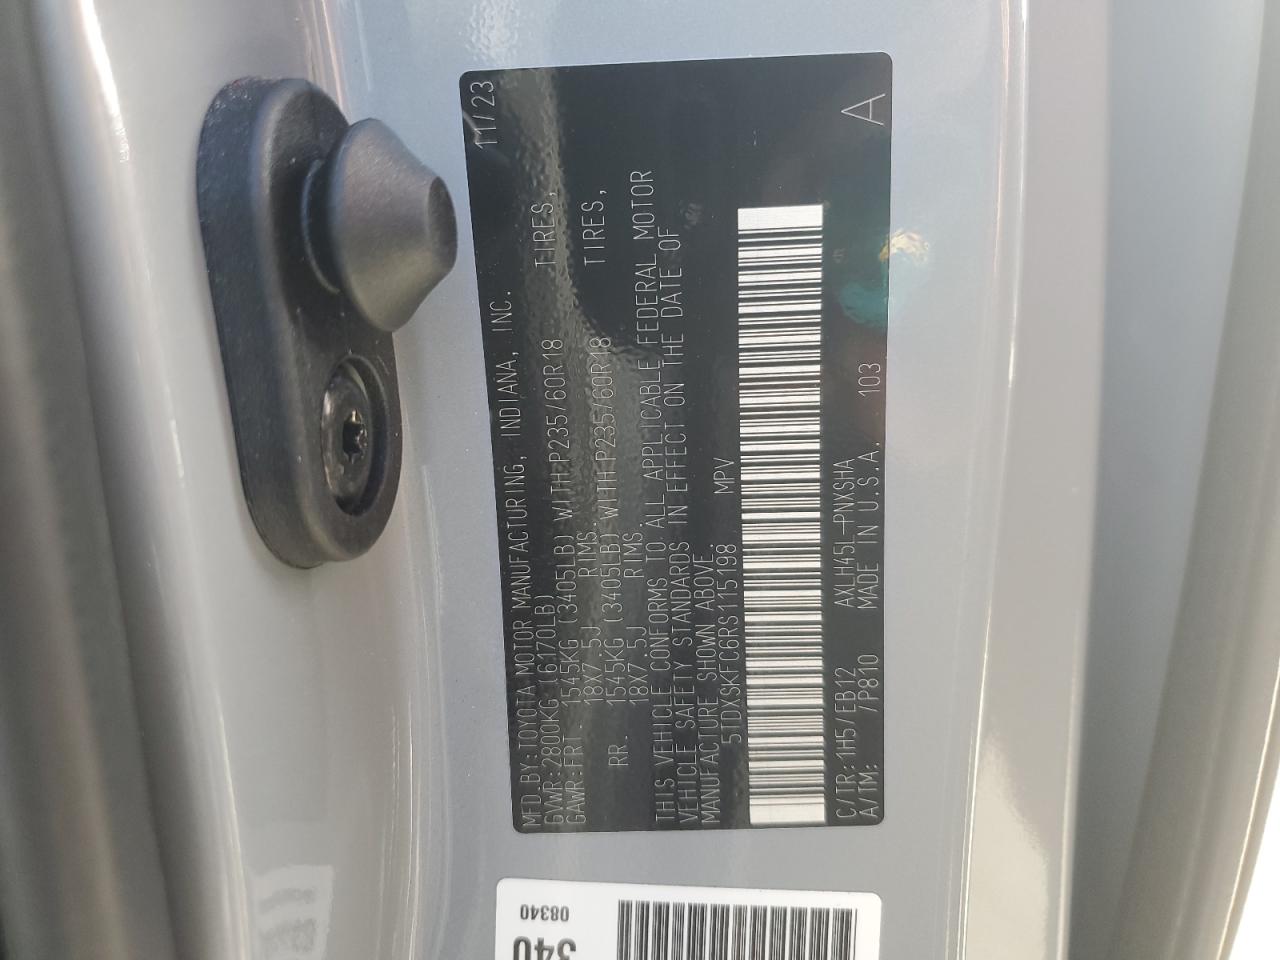 MFD.BY:TOYOTA MOTOR MANUFACTURING, INDIANA, INC. 11/23
GVWR:2800KG (6170LB)
GAWR:FRT. 1545KG (3405LB) WITH P235/60R18 TIRES,
18X7.5J RIMS.
RR. 1545KG (3405LB) WITH P235/60R18 TIRES,
18X7.5J RIMS.
THIS VEHICLE CONFORMS TO ALL APPLICABLE FEDERAL MOTOR
VEHICLE SAFETY STANDARDS IN EFFECT ON THE DATE OF
MANUFACTURE SHOWN ABOVE.
5TDXSKFC6RS115198 MPV
C/TR:1H5/EB12 AXLH45L-PNXSHA A
A/TM: /P810 MADE IN U.S.A. 103
08340
340